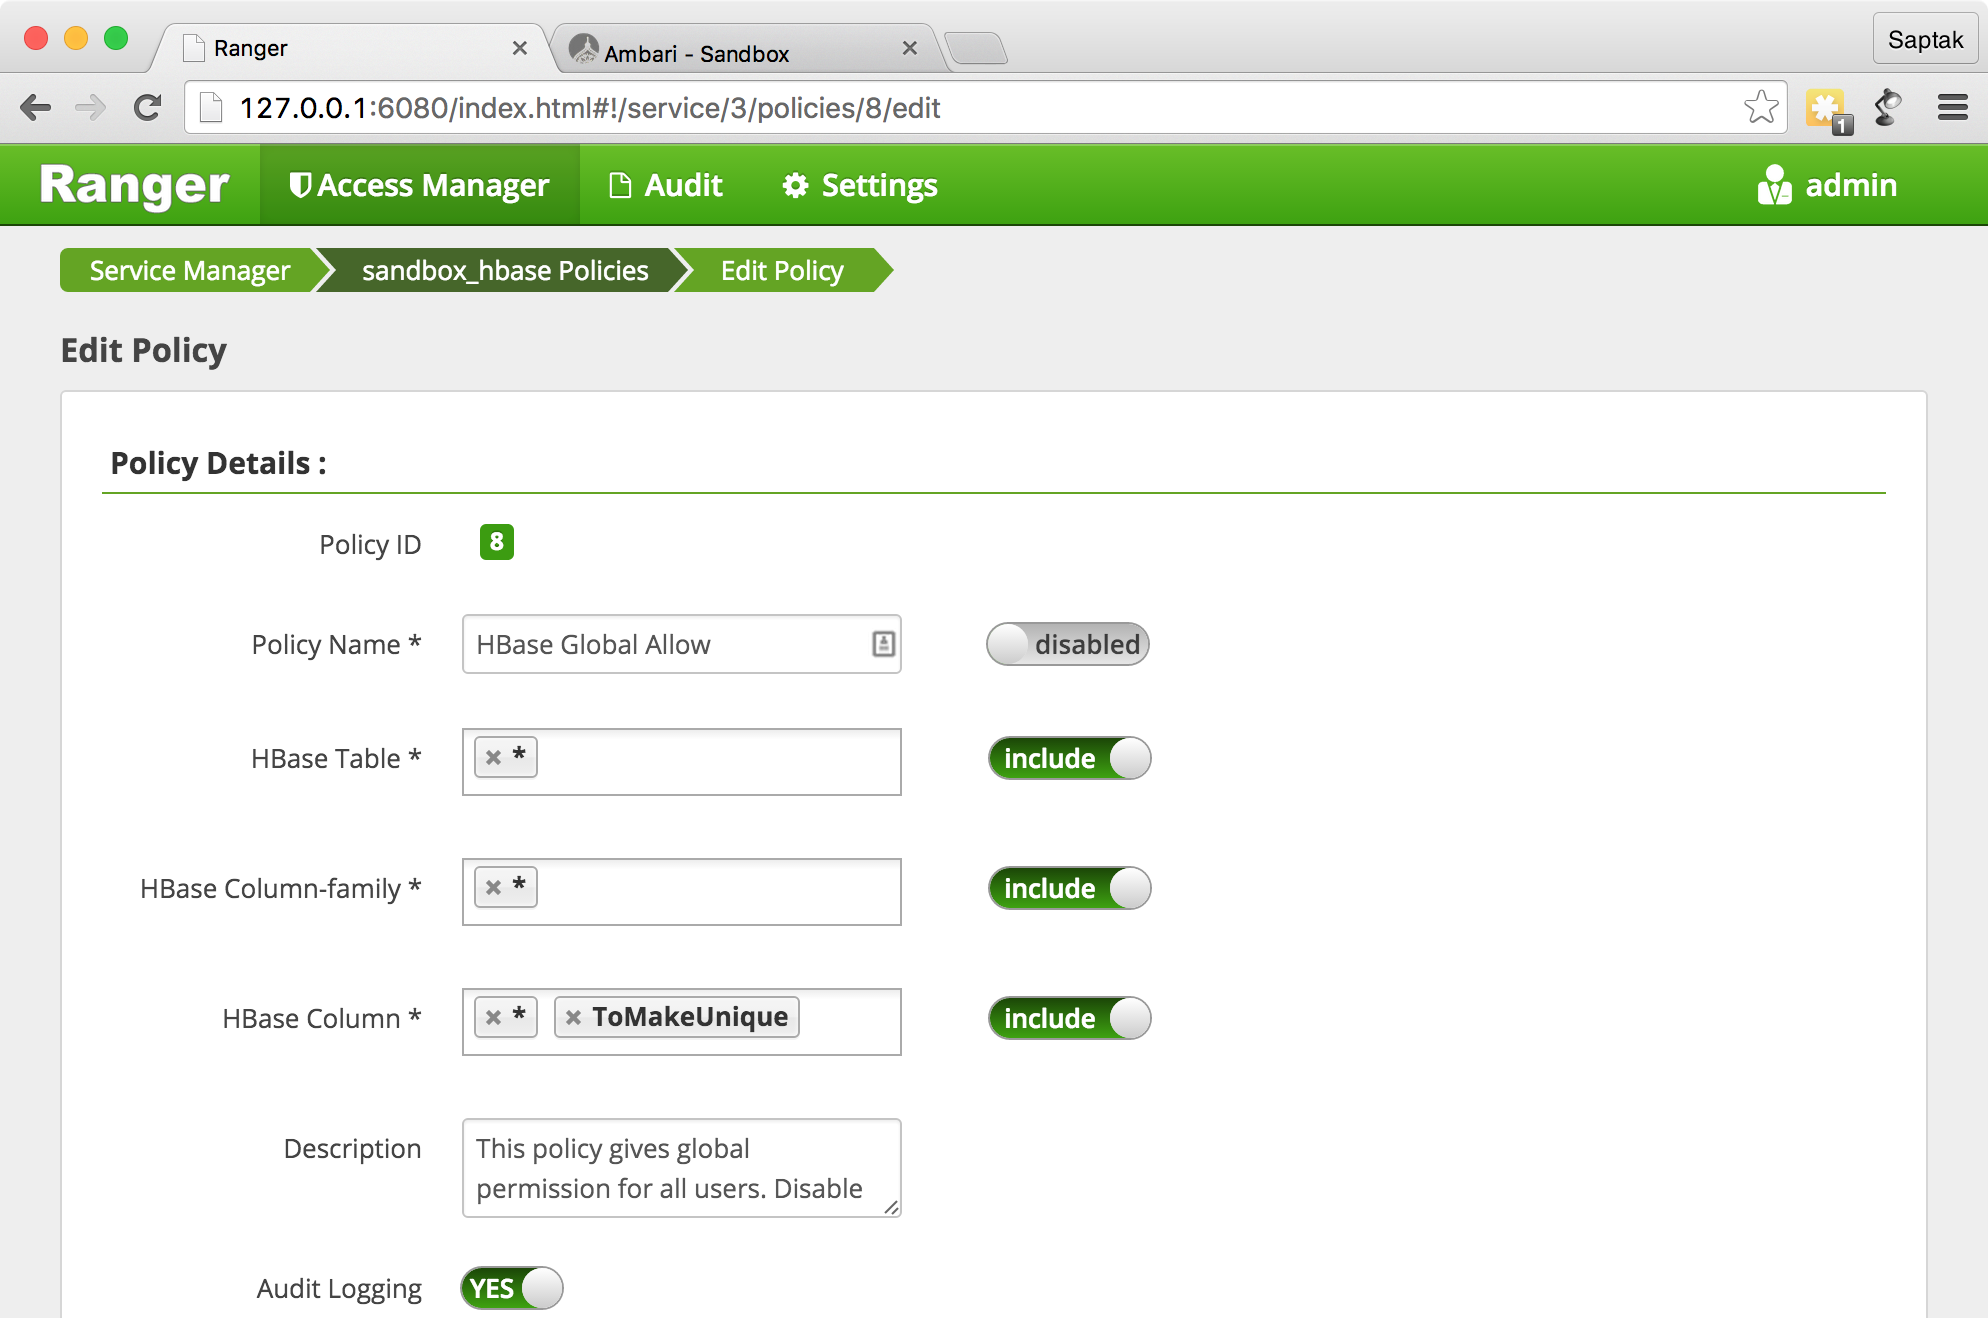 Ranger
Ambari - Sandbox
Saptak
127.0.0.1:6080/index.html#!/service/3/policies/8/edit
1
Ranger
Access Manager
Audit
Settings
admin
Service Manager
sandbox_hbase Policies
Edit Policy
Edit Policy
Policy Details :
Policy ID
8
Policy Name *
HBase Global Allow
disabled
HBase Table *
*
include
HBase Column-family *
*
include
HBase Column *
*
ToMakeUnique
include
Description
This policy gives global
permission for all users. Disable
Audit Logging
YES